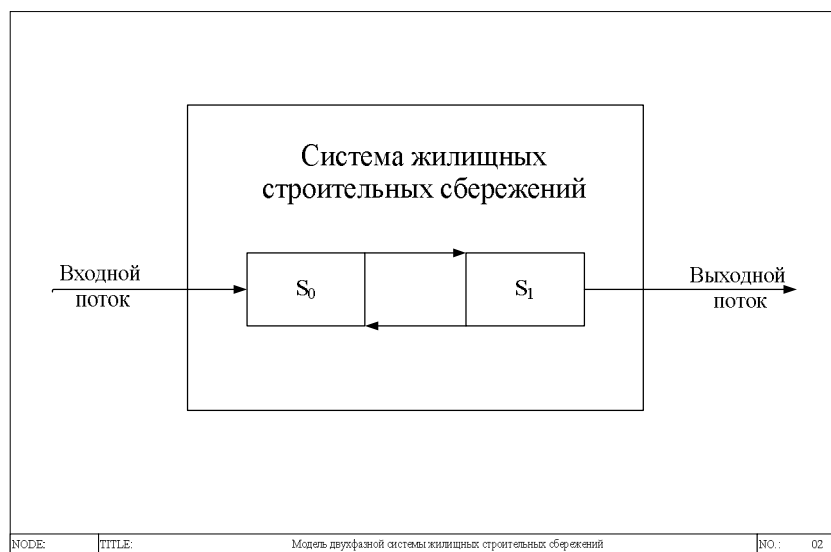 Система жилищных
строительных сбережений
Входной
поток
S₀
S₁
Выходной
поток
NODE:
TITLE:
Модель двухфазной системы жилищных строительных сбережений
NO.: 02